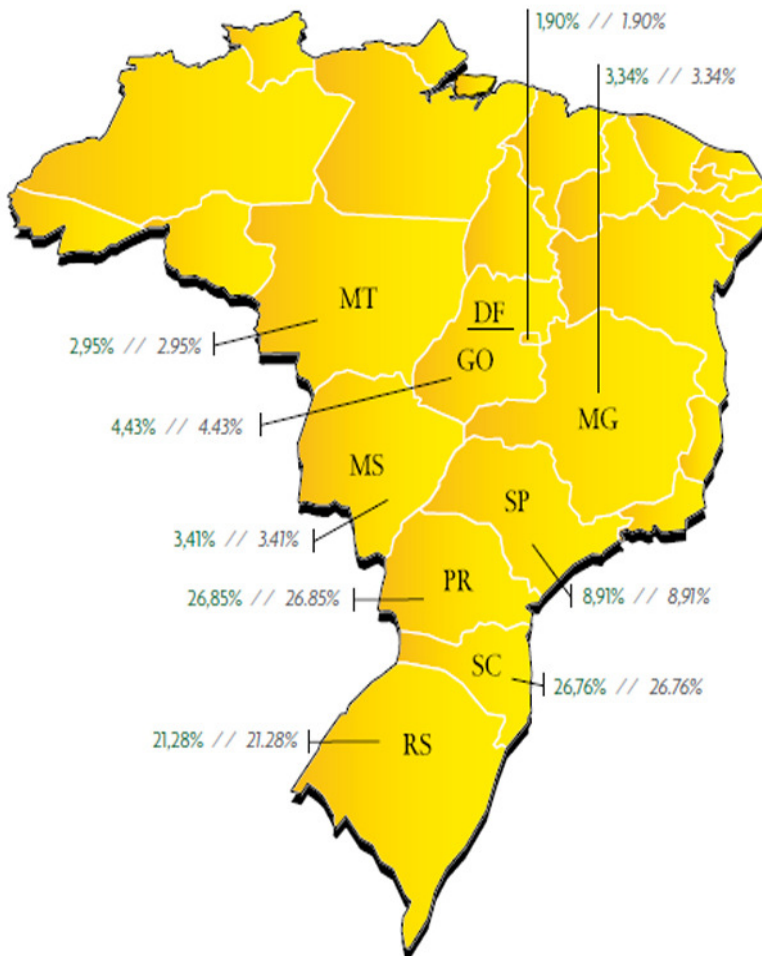 1,90% // 1.90%
3,34% // 3.34%
MT
DF
2,95% // 2.95%
GO
4,43% // 4.43%
MG
MS
SP
3,41% // 3.41%
PR
26,85% // 26.85%
8,91% // 8,91%
SC
26,76% // 26.76%
21,28% // 21.28%
RS